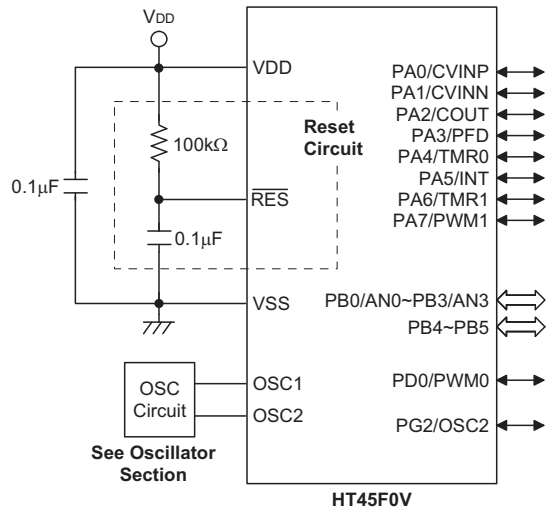 VDD
VDD
Reset
Circuit
100kΩ
0.1μF
RES
0.1μF
VSS
OSC
Circuit
OSC1
OSC2
See Oscillator
Section
PA0/CVINP
PA1/CVINN
PA2/COUT
PA3/PFD
PA4/TMR0
PA5/INT
PA6/TMR1
PA7/PWM1
PB0/AN0~PB3/AN3
PB4~PB5
PD0/PWM0
PG2/OSC2
HT45F0V